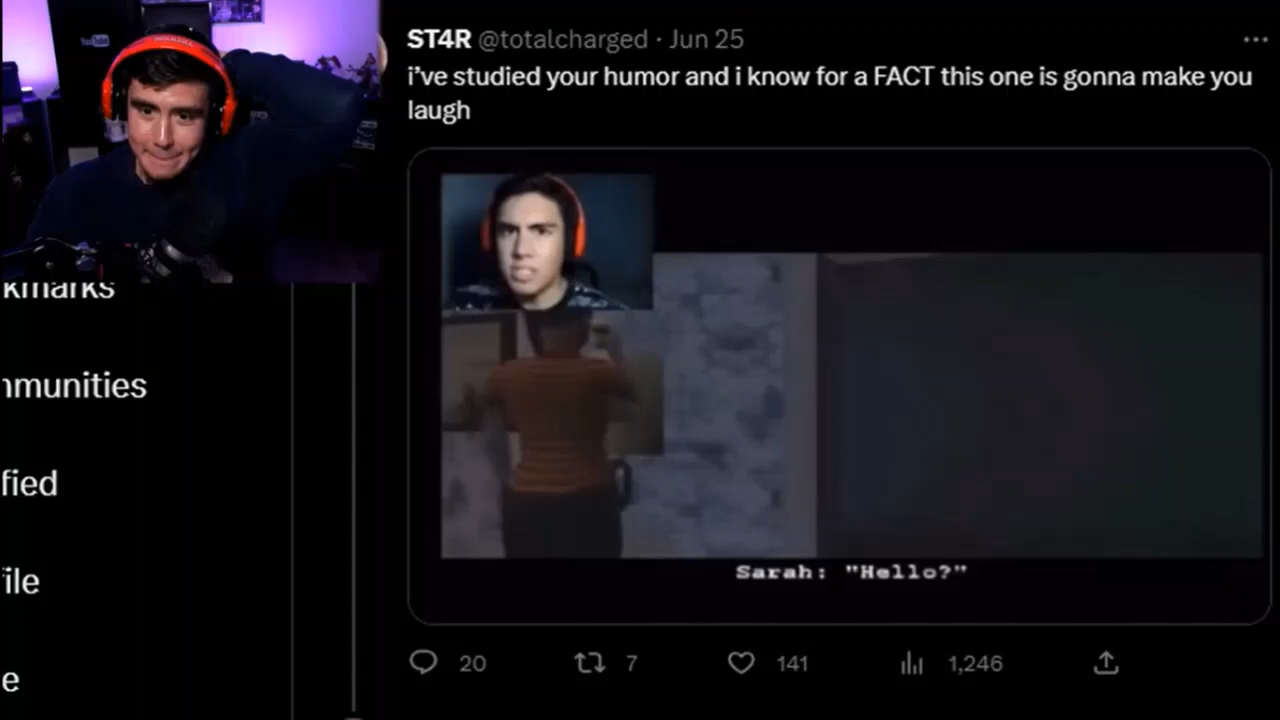 YouTube
ST4R @totalcharged · Jun 25
i've studied your humor and i know for a FACT this one is gonna make you
laugh
kmarks
nmunities
fied
file
e
Sarah: "Hello?"
20 7 141 1,246